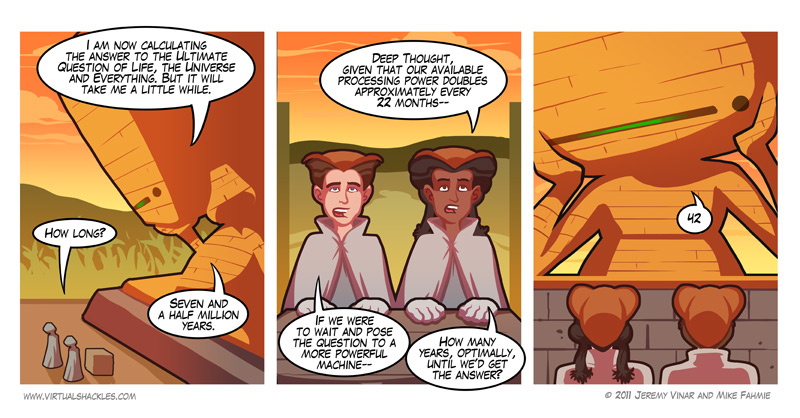 I AM NOW CALCULATING
THE ANSWER TO THE ULTIMATE
QUESTION OF LIFE, THE UNIVERSE
AND EVERYTHING. BUT IT WILL
TAKE ME A LITTLE WHILE.
HOW LONG?
SEVEN AND
A HALF MILLION
YEARS.
DEEP THOUGHT,
GIVEN THAT OUR AVAILABLE
PROCESSING POWER DOUBLES
APPROXIMATELY EVERY
22 MONTHS--
IF WE WERE
TO WAIT AND POSE
THE QUESTION TO A
MORE POWERFUL
MACHINE--
HOW MANY
YEARS, OPTIMALLY,
UNTIL WE'D GET
THE ANSWER?
42
WWW.VIRTUALSHACKLES.COM
© 2011 JEREMY VINAR AND MIKE FAHMIE